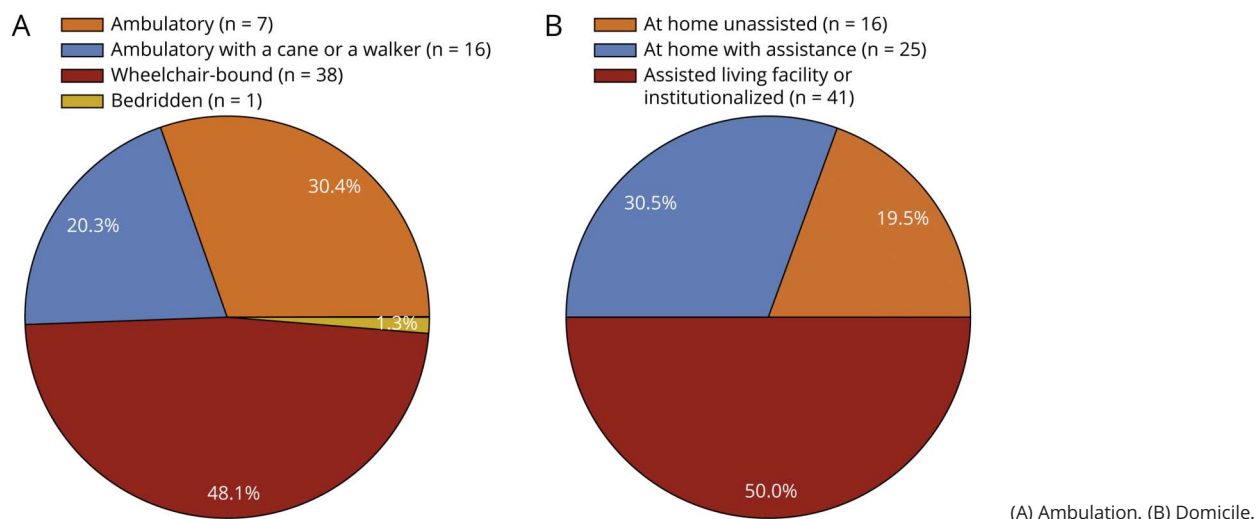 A
Ambulatory (n = 7)
Ambulatory with a cane or a walker (n = 16)
Wheelchair-bound (n = 38)
Bedridden (n = 1)
30.4%
20.3%
1.3%
48.1%
B
At home unassisted (n = 16)
At home with assistance (n = 25)
Assisted living facility or
institutionalized (n = 41)
30.5%
19.5%
50.0%
(A) Ambulation. (B) Domicile.